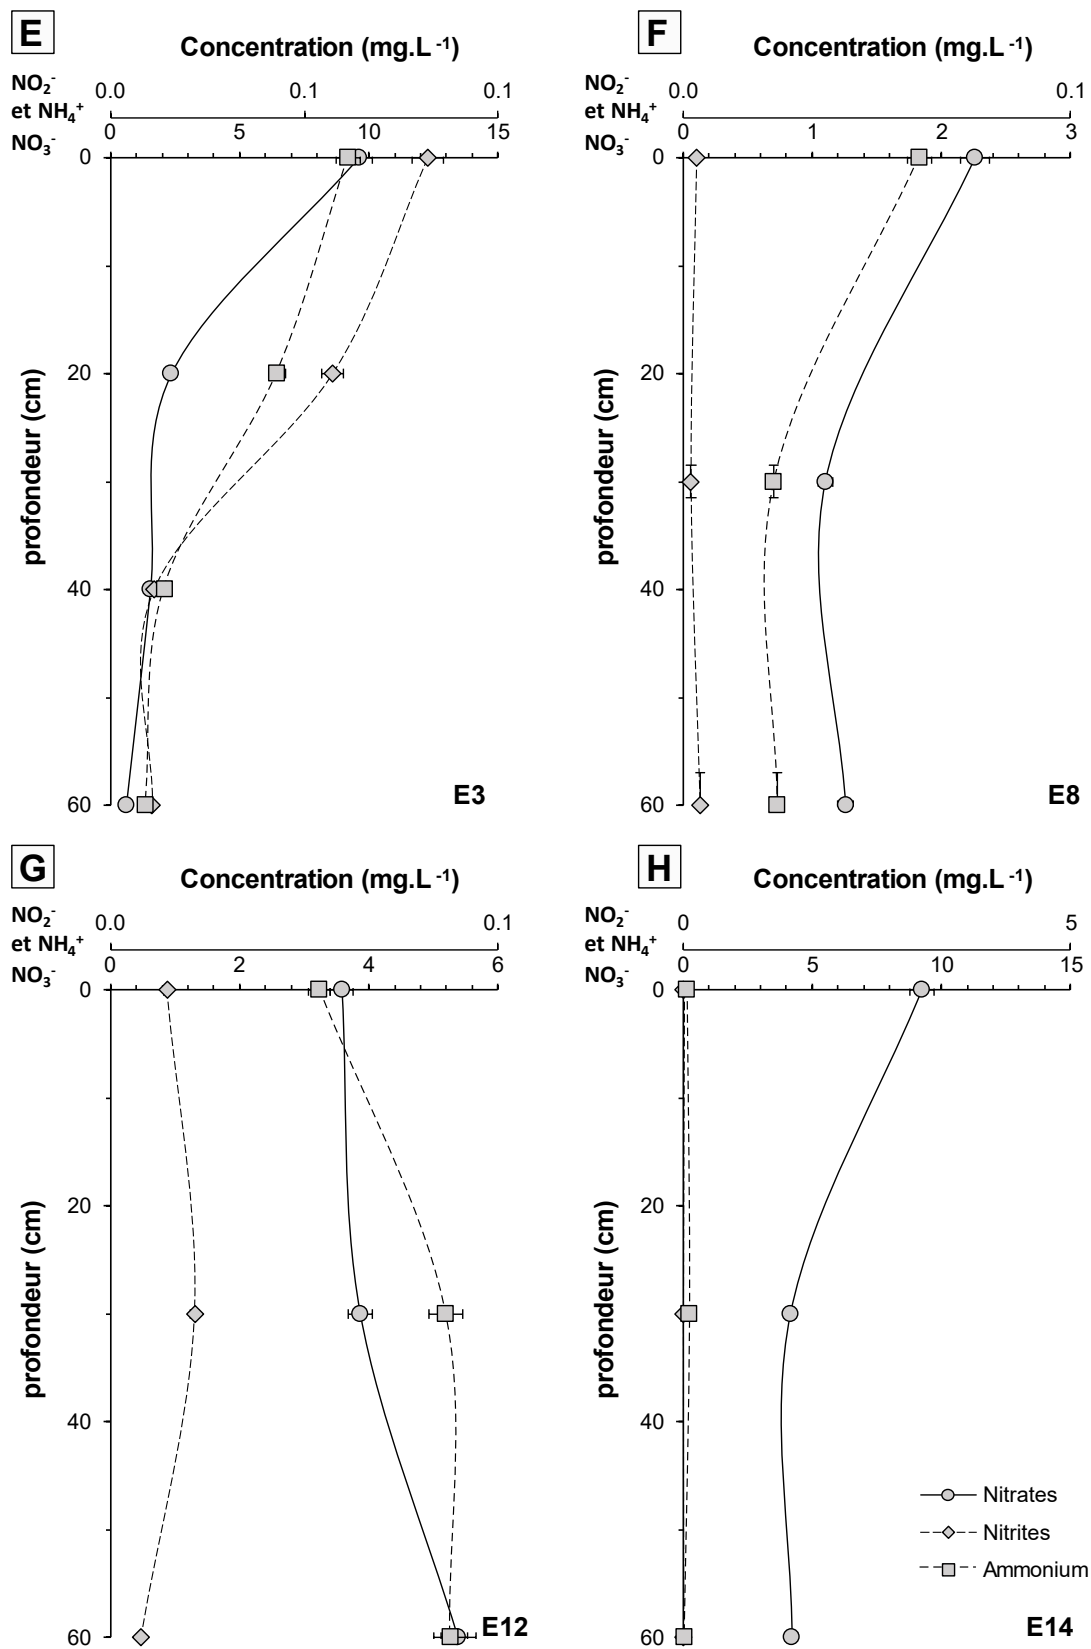 E
Concentration (mg.L⁻¹)
NO₂⁻
et NH₄⁺
NO₃⁻
0.0 0.1 0.1
0 5 10 15
0
20
40
60
profondeur (cm)
E3
F
Concentration (mg.L⁻¹)
NO₂⁻
et NH₄⁺
NO₃⁻
0.0 0.1
0 1 2 3
0
20
40
60
profondeur (cm)
E8
G
Concentration (mg.L⁻¹)
NO₂⁻
et NH₄⁺
NO₃⁻
0.0 0.1
0 2 4 6
0
20
40
60
profondeur (cm)
E12
H
Concentration (mg.L⁻¹)
NO₂⁻
et NH₄⁺
NO₃⁻
0 5
0 5 10 15
0
20
40
60
profondeur (cm)
Nitrates
Nitrites
Ammonium
E14